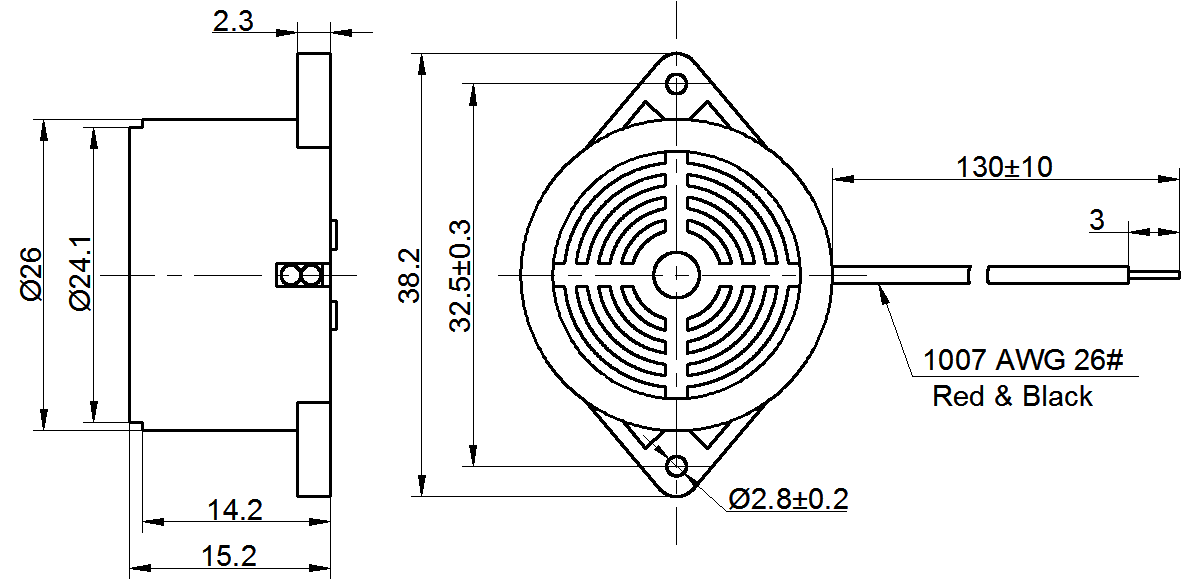 2.3
130±10
3
Ø26
Ø24.1
38.2
32.5±0.3
1007 AWG 26#
Red & Black
Ø2.8±0.2
14.2
15.2